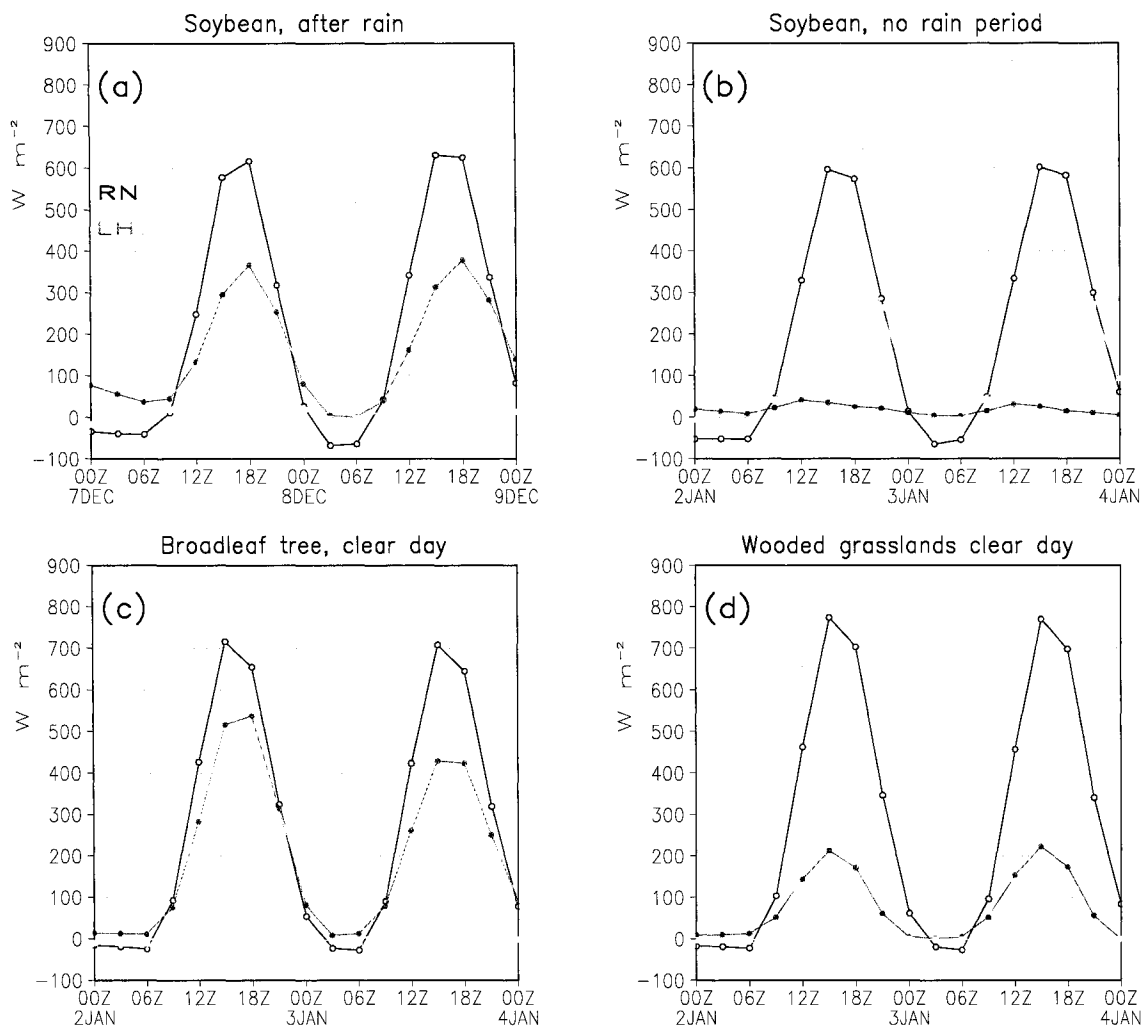 Soybean, after rain
(a)
W m⁻²
900
800
700
600
500
400
300
200
100
0
−100
RN
LH
00Z 06Z 12Z 18Z 00Z 06Z 12Z 18Z 00Z
7DEC 8DEC 9DEC
Soybean, no rain period
(b)
W m⁻²
900
800
700
600
500
400
300
200
100
0
−100
00Z 06Z 12Z 18Z 00Z 06Z 12Z 18Z 00Z
2JAN 3JAN 4JAN
Broadleaf tree, clear day
(c)
W m⁻²
900
800
700
600
500
400
300
200
100
0
−100
00Z 06Z 12Z 18Z 00Z 06Z 12Z 18Z 00Z
2JAN 3JAN 4JAN
Wooded grasslands clear day
(d)
W m⁻²
900
800
700
600
500
400
300
200
100
0
−100
00Z 06Z 12Z 18Z 00Z 06Z 12Z 18Z 00Z
2JAN 3JAN 4JAN